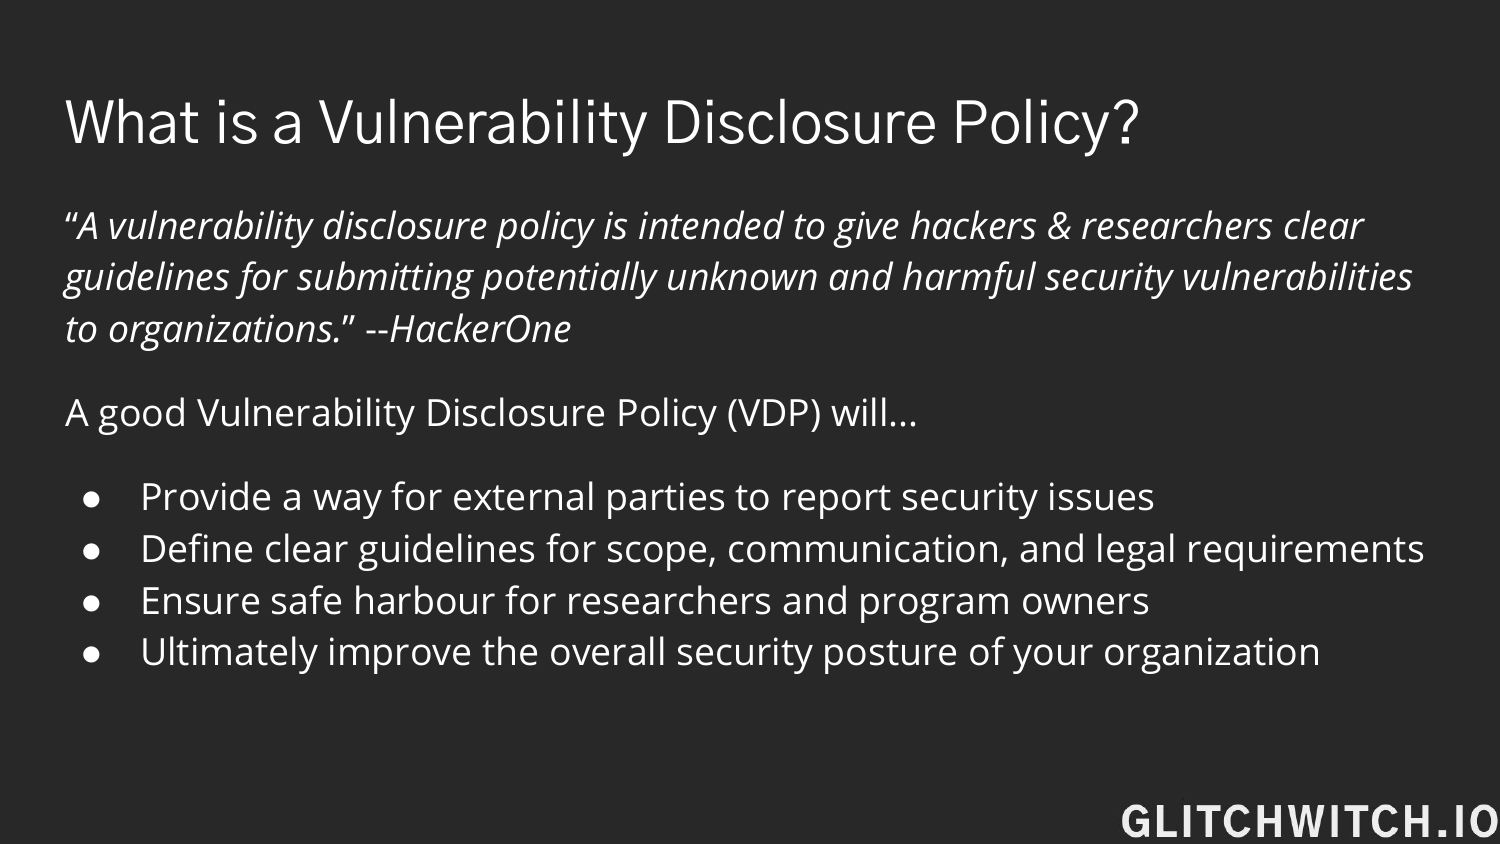 What is a Vulnerability Disclosure Policy?
“A vulnerability disclosure policy is intended to give hackers & researchers clear
guidelines for submitting potentially unknown and harmful security vulnerabilities
to organizations.” --HackerOne
A good Vulnerability Disclosure Policy (VDP) will...
● Provide a way for external parties to report security issues
● Define clear guidelines for scope, communication, and legal requirements
● Ensure safe harbour for researchers and program owners
● Ultimately improve the overall security posture of your organization
GLITCHWITCH.IO